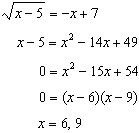 √(x − 5) = −x + 7
x − 5 = x² − 14x + 49
0 = x² − 15x + 54
0 = (x − 6)(x − 9)
x = 6, 9